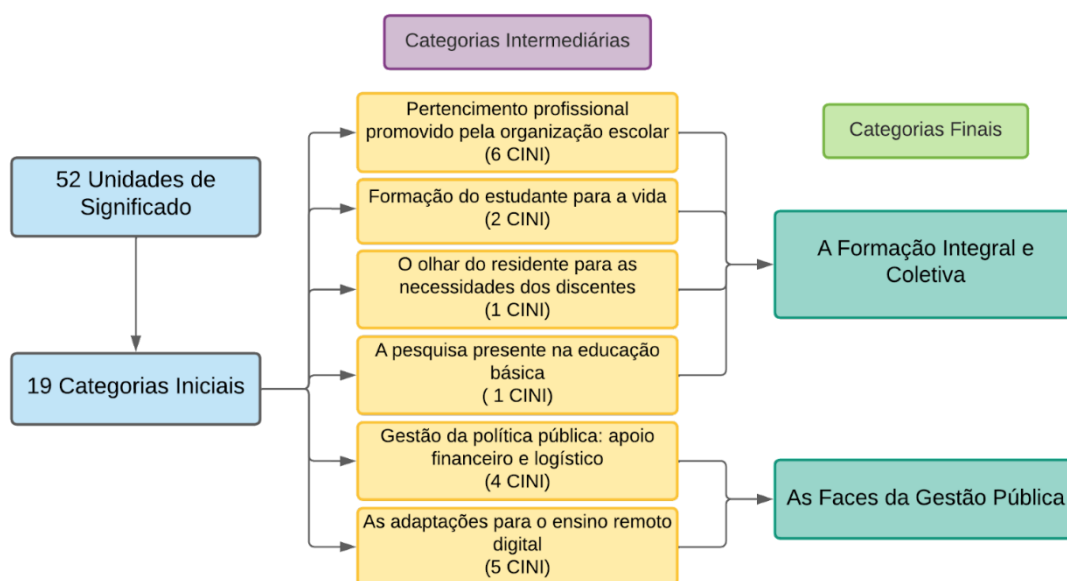 Categorias Intermediárias
Categorias Finais
52 Unidades de
Significado
19 Categorias Iniciais
Pertencimento profissional
promovido pela organização escolar
(6 CINI)
Formação do estudante para a vida
(2 CINI)
O olhar do residente para as
necessidades dos discentes
(1 CINI)
A pesquisa presente na educação
básica
( 1 CINI)
Gestão da política pública: apoio
financeiro e logístico
(4 CINI)
As adaptações para o ensino remoto
digital
(5 CINI)
A Formação Integral e
Coletiva
As Faces da Gestão Pública